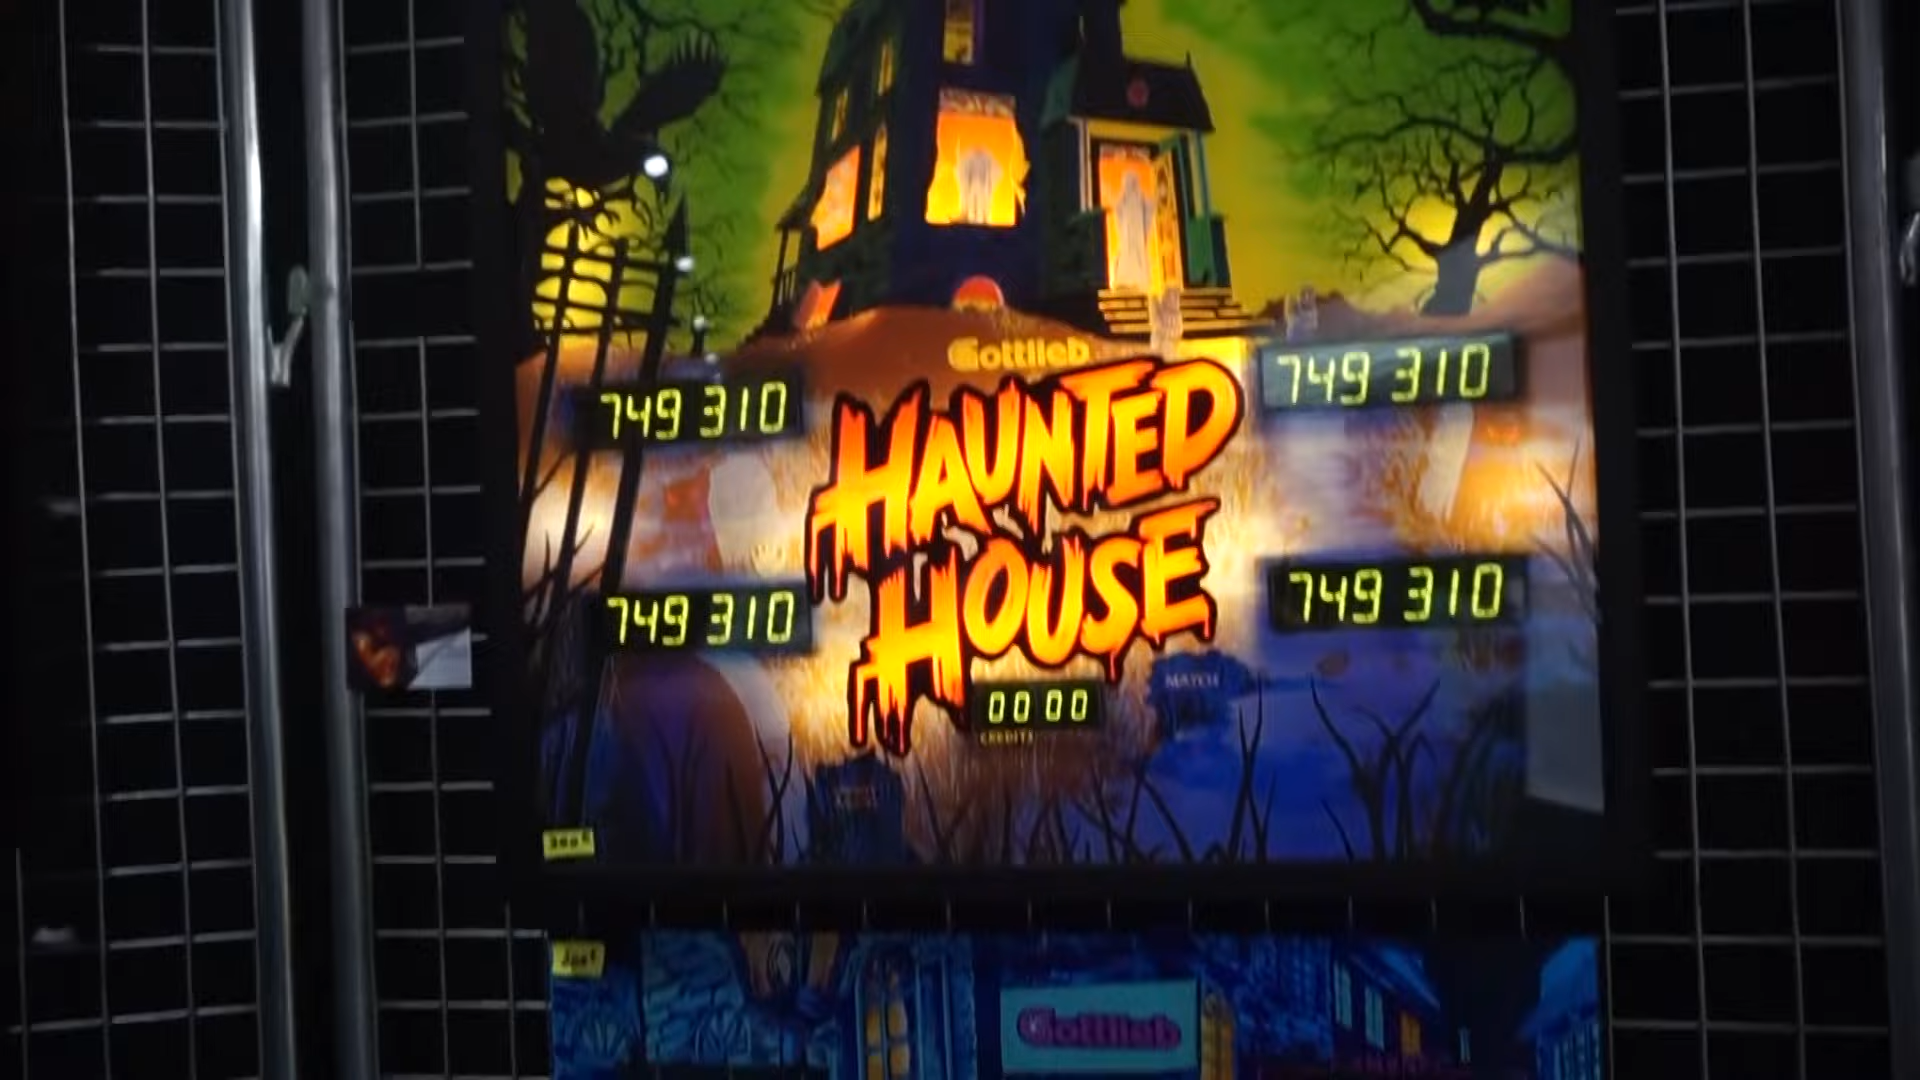 Gottlieb
749 310
749 310
HAUNTED
HOUSE
749 310
749 310
00 00
CREDITS
MATCH
Gottlieb